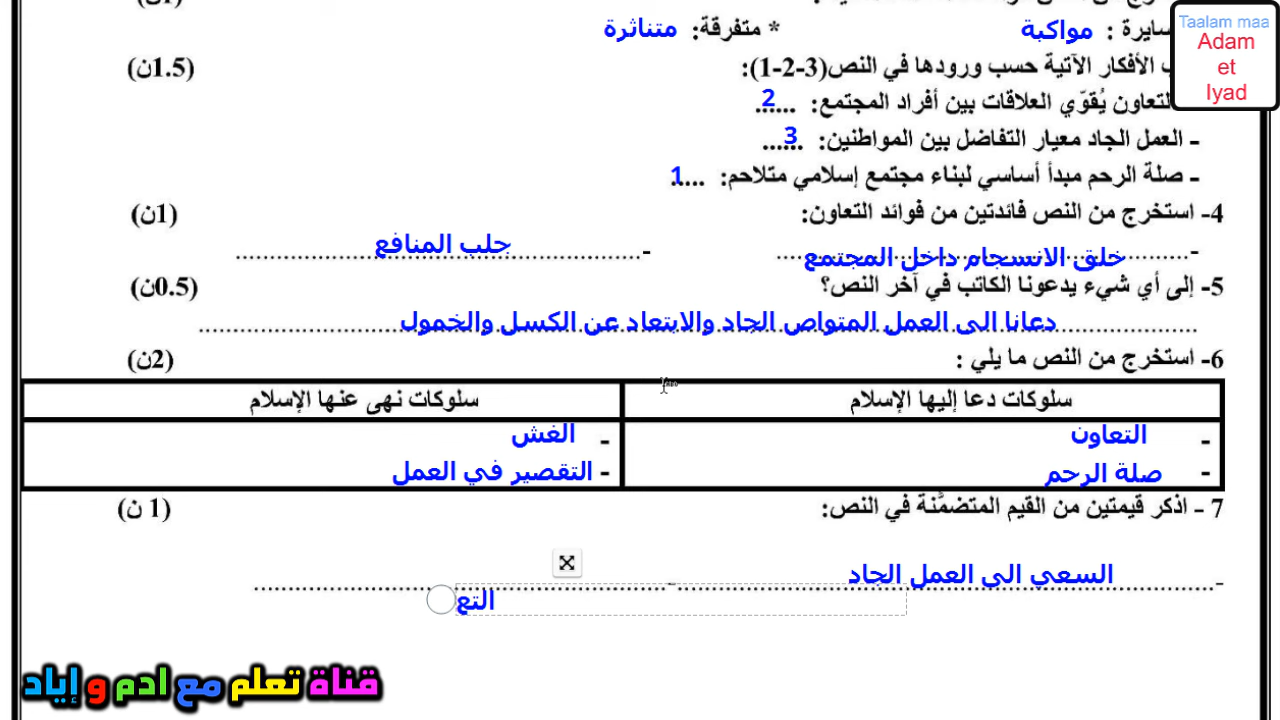 سايرة : مواكبة * متفرقة: متناثرة
الأفكار الآتية حسب ورودها في النص(3-2-1): (1.5ن)
التعاون يُقوّي العلاقات بين أفراد المجتمع: ...2...
- العمل الجاد معيار التفاضل بين المواطنين: ...3...
- صلة الرحم مبدأ أساسي لبناء مجتمع إسلامي متلاحم: ....1
4- استخرج من النص فائدتين من فوائد التعاون: (1ن)
- خلق الانسجام داخل المجتمع - جلب المنافع
5- إلى أي شيء يدعونا الكاتب في آخر النص؟ (0.5ن)
دعانا الى العمل المتواص الجاد والابتعاد عن الكسل والخمول
6- استخرج من النص ما يلي : (2ن)
سلوكات دعا إليها الإسلام سلوكات نهى عنها الإسلام
- التعاون - الغش
- صلة الرحم - التقصير في العمل
7 - اذكر قيمتين من القيم المتضمَّنة في النص: (1 ن)
- السعي الى العمل الجاد -
التع
Taalam maa
Adam
et
Iyad
قناة تعلم مع ادم و إياد